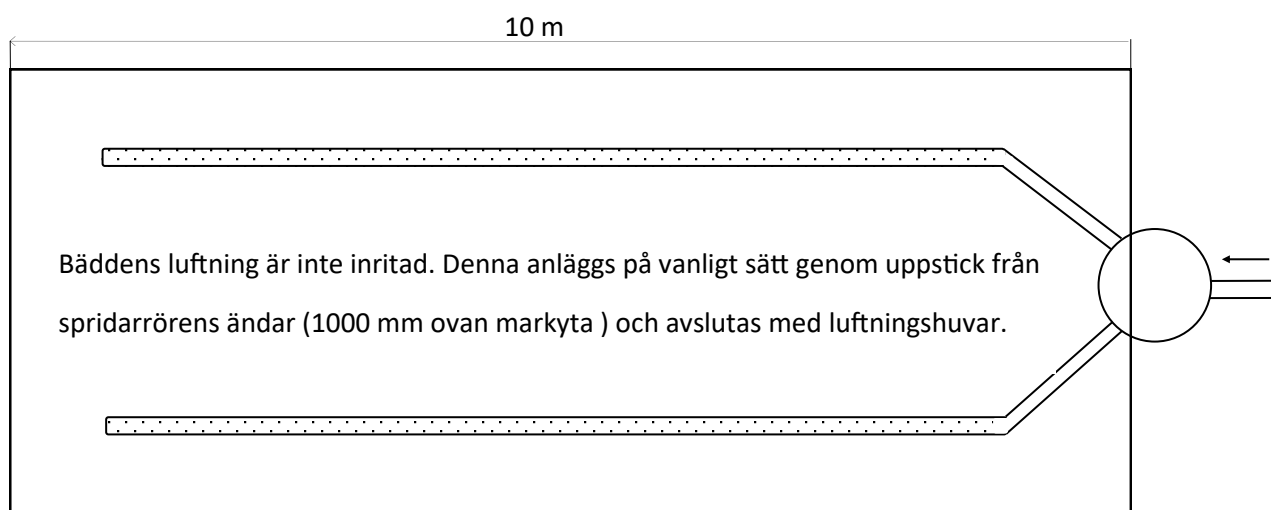 10 m
Bäddens luftning är inte inritad. Denna anläggs på vanligt sätt genom uppstick från
spridarrörens ändar (1000 mm ovan markyta ) och avslutas med luftningshuvar.